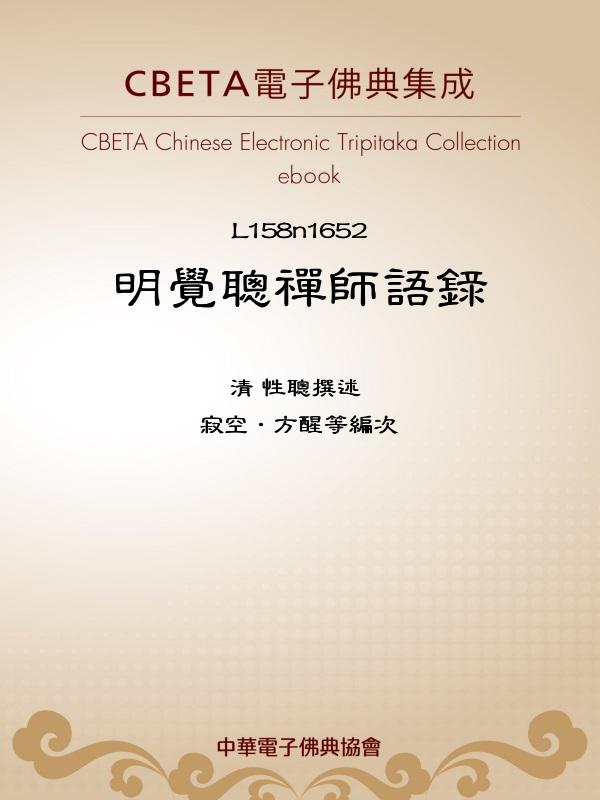 CBETA電子佛典集成
CBETA Chinese Electronic Tripitaka Collection
ebook
L158n1652
明覺聰禪師語錄
清 性聰撰述
寂空．方醒等編次
中華電子佛典協會